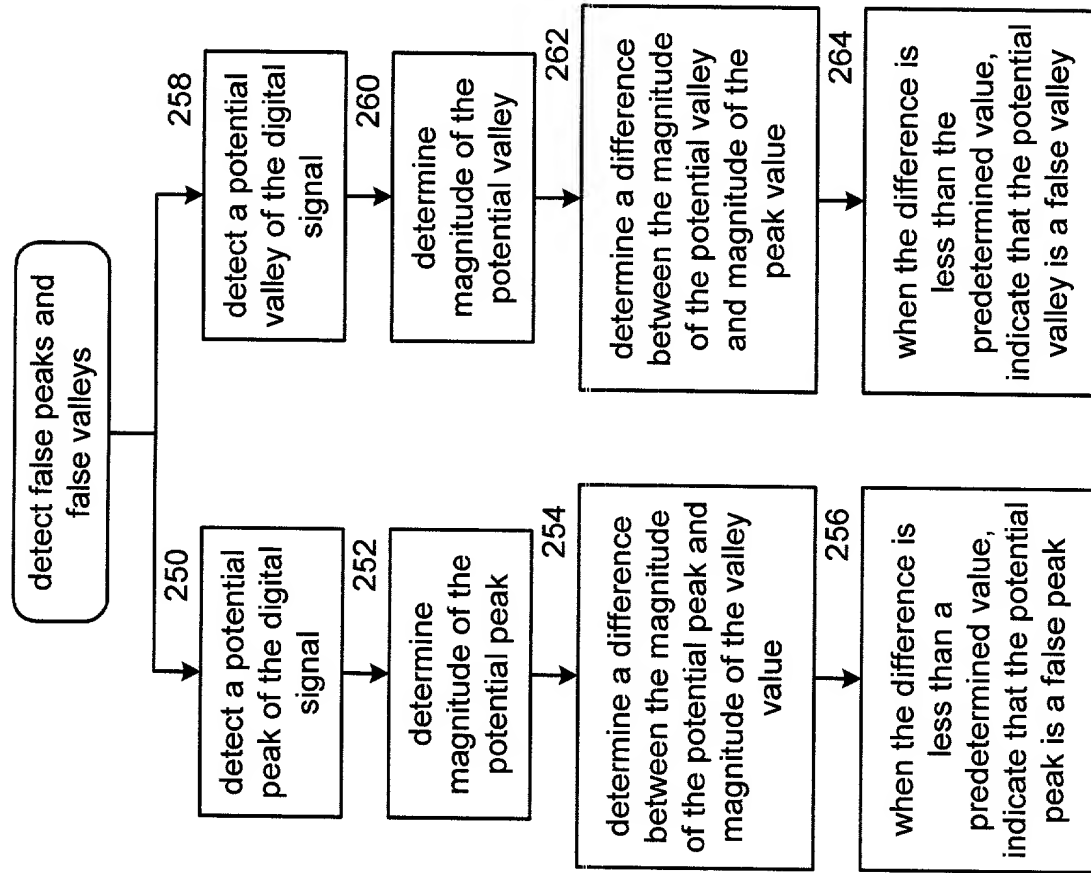 detect false peaks and
false valleys
250
detect a potential
peak of the digital
signal
252
determine
magnitude of the
potential peak
254
determine a difference
between the magnitude
of the potential peak and
magnitude of the valley
value
256
when the difference is
less than a
predetermined value,
indicate that the potential
peak is a false peak
258
detect a potential
valley of the digital
signal
260
determine
magnitude of the
potential valley
262
determine a difference
between the magnitude
of the potential valley
and magnitude of the
peak value
264
when the difference is
less than the
predetermined value,
indicate that the potential
valley is a false valley